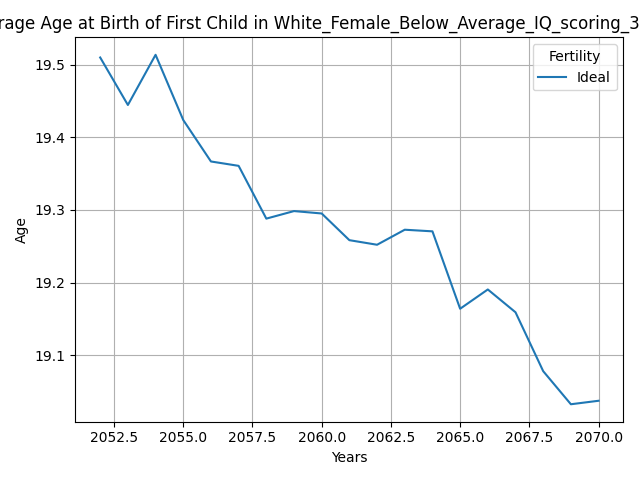 rage Age at Birth of First Child in White_Female_Below_Average_IQ_scoring_3
Fertility
Ideal
19.5
19.4
19.3
19.2
19.1
Age
2052.5 2055.0 2057.5 2060.0 2062.5 2065.0 2067.5 2070.0
Years